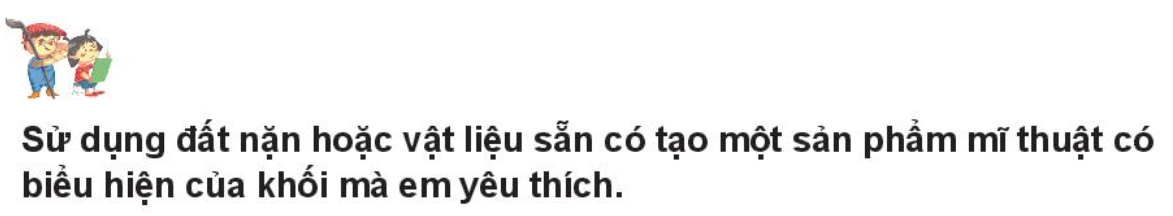 Sử dụng đất nặn hoặc vật liệu sẵn có tạo một sản phẩm mĩ thuật có
biểu hiện của khối mà em yêu thích.